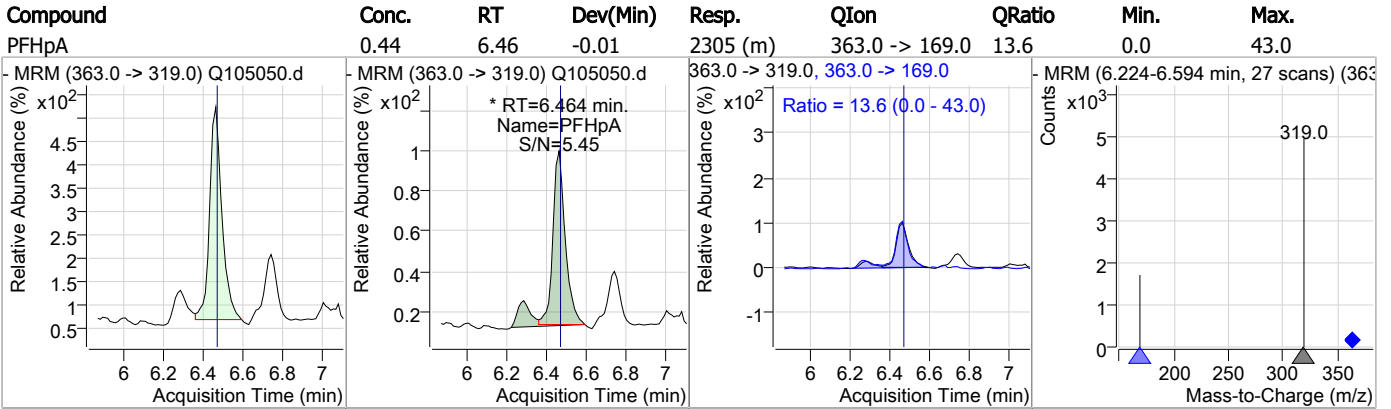 Compound Conc. RT Dev(Min) Resp. QIon QRatio Min. Max.
PFHpA 0.44 6.46 -0.01 2305 (m) 363.0 -> 169.0 13.6 0.0 43.0
- MRM (363.0 -> 319.0) Q105050.d
Relative Abundance (%)
x10²
4.5
4
3.5
3
2.5
2
1.5
1
0.5
6 6.2 6.4 6.6 6.8 7
Acquisition Time (min)
- MRM (363.0 -> 319.0) Q105050.d
Relative Abundance (%)
x10²
* RT=6.464 min.
Name=PFHpA
S/N=5.45
1
0.8
0.6
0.4
0.2
6 6.2 6.4 6.6 6.8 7
Acquisition Time (min)
363.0 -> 319.0, 363.0 -> 169.0
Relative Abundance (%)
x10²
Ratio = 13.6 (0.0 - 43.0)
3
2
1
0
-1
6 6.2 6.4 6.6 6.8 7
Acquisition Time (min)
- MRM (6.224-6.594 min, 27 scans) (363
Counts
x10³
319.0
5
4
3
2
1
0
200 250 300 350
Mass-to-Charge (m/z)